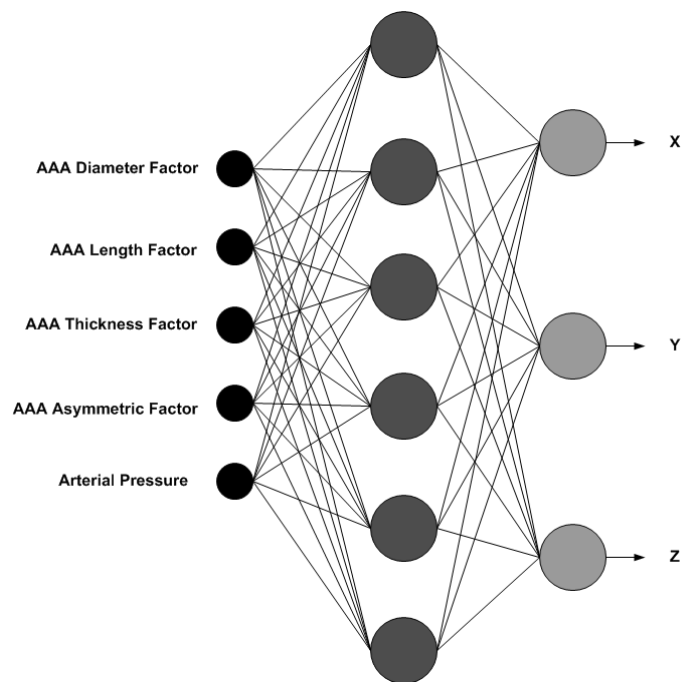 AAA Diameter Factor
AAA Length Factor
AAA Thickness Factor
AAA Asymmetric Factor
Arterial Pressure
X
Y
Z